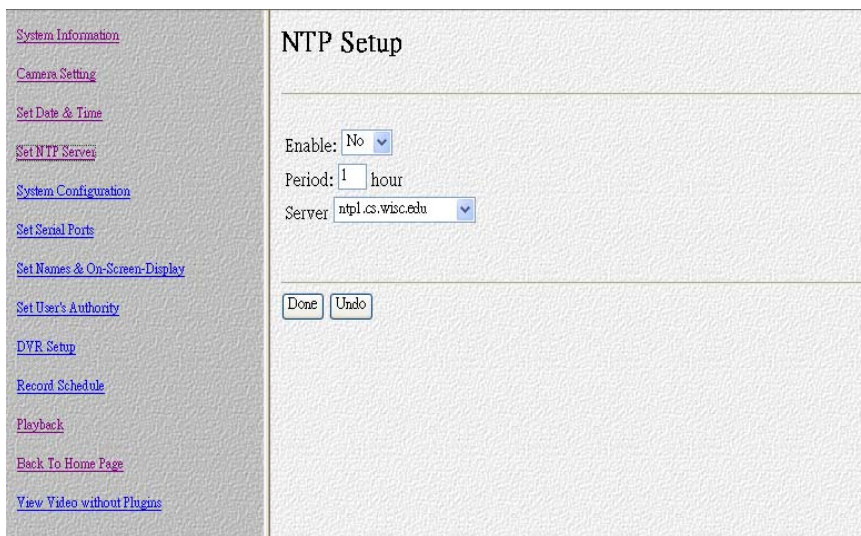 System Information
Camera Setting
Set Date & Time
Set NTP Server
System Configuration
Set Serial Ports
Set Names & On-Screen-Display
Set User's Authority
DVR Setup
Record Schedule
Playback
Back To Home Page
View Video without Plugins
NTP Setup
Enable: No
Period: 1 hour
Server ntp1.cs.wisc.edu
Done Undo